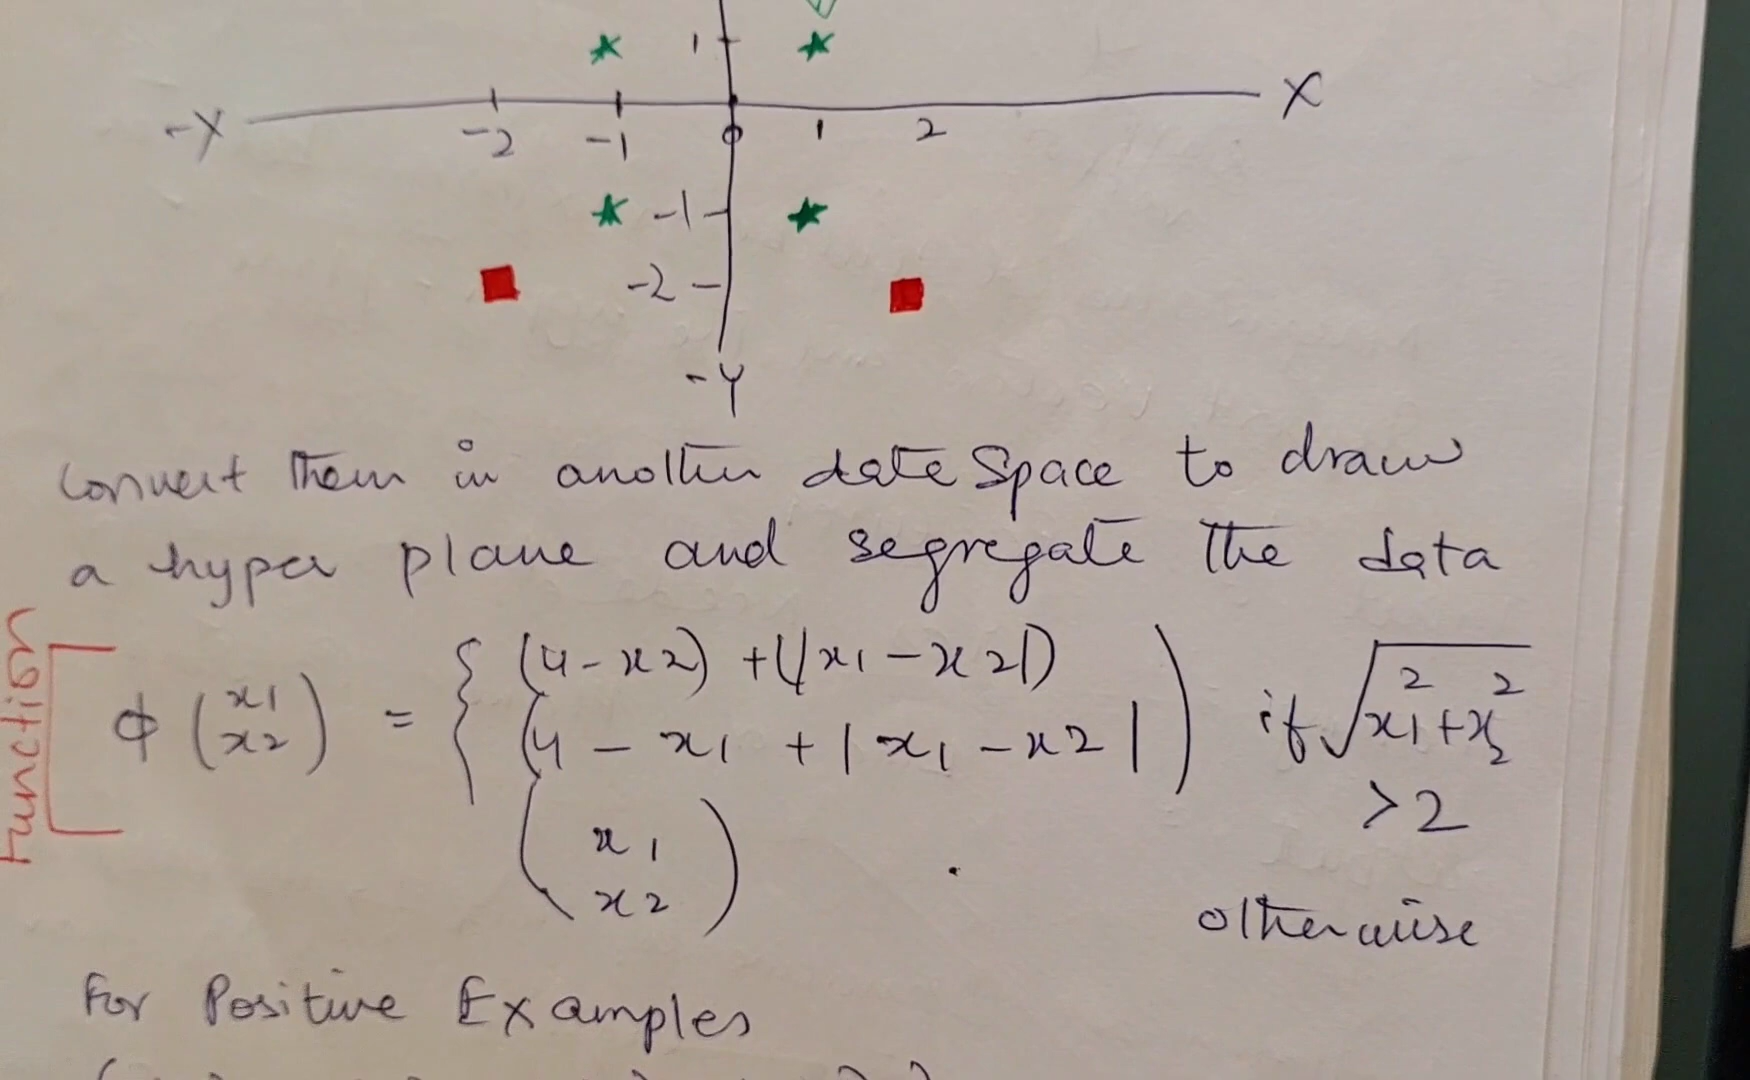 1
-X -2 -1 0 1 2 X
-1
-2
-Y
Convert them in another date Space to draw
a hyper plane and segregate the data
Function
ϕ (x1 x2) = { (4-x2) + (|x1-x2|)
(4 - x1 + |x1-x2|) if √x1²+x2²
>2
(x1
x2)
otherwise
For Positive Examples